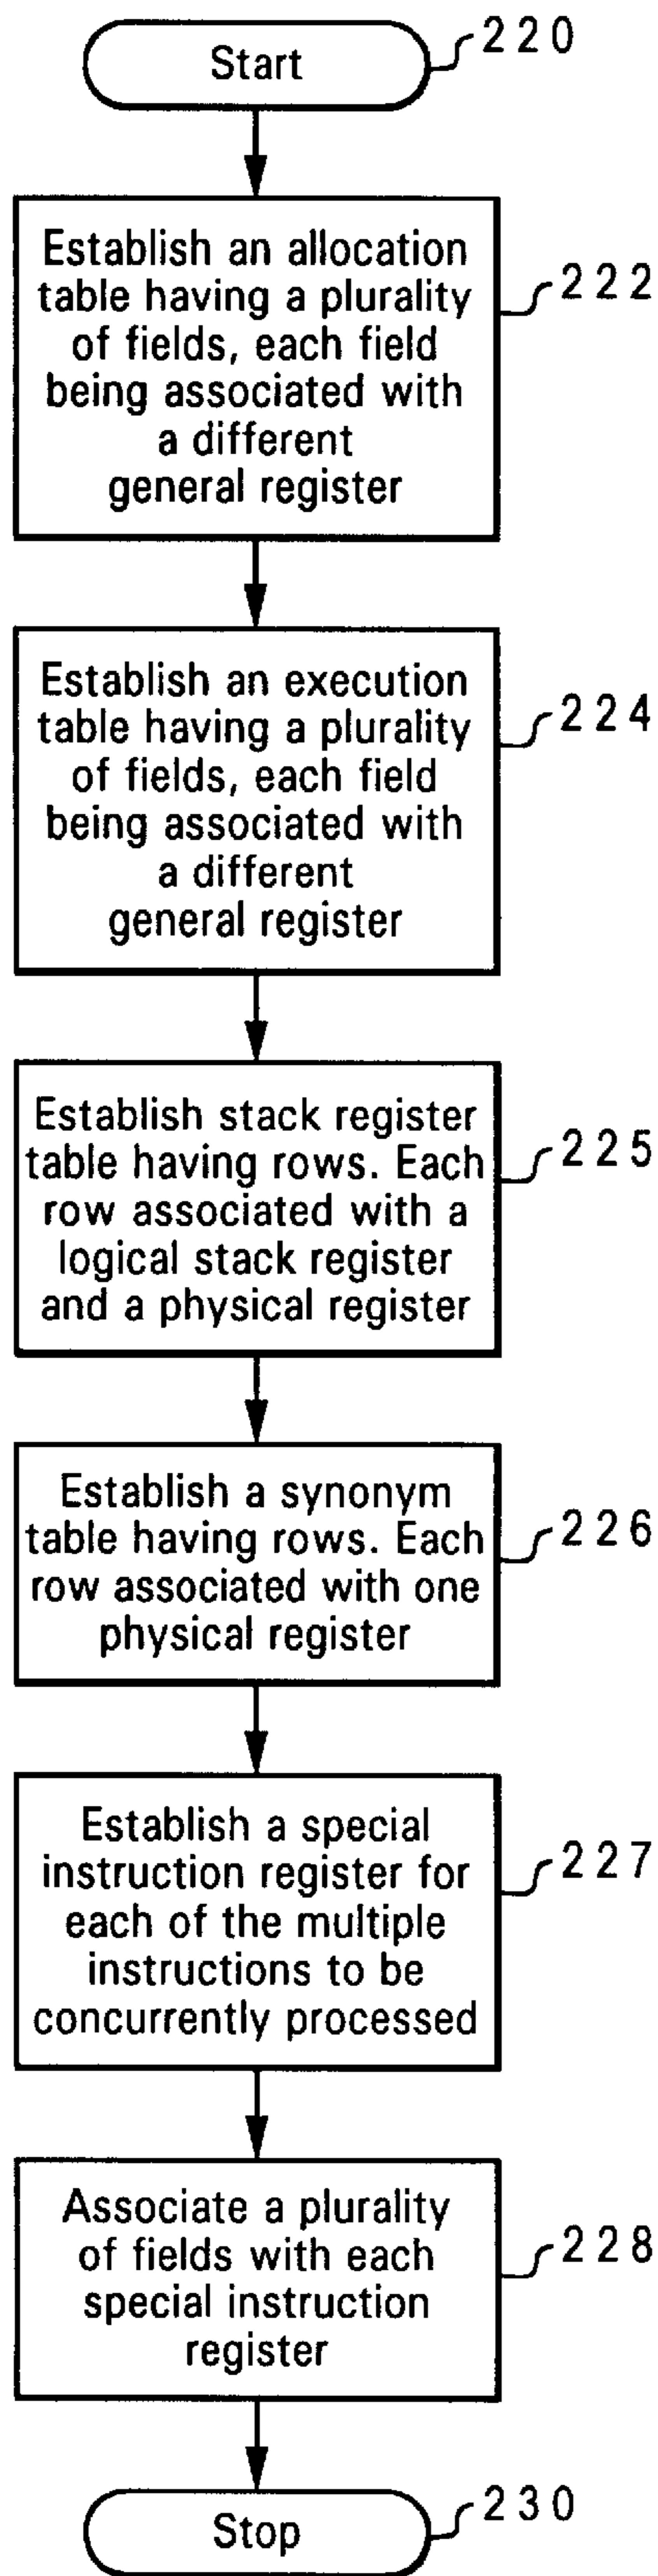 Start
220
Establish an allocation
table having a plurality
of fields, each field
being associated with
a different
general register
222
Establish an execution
table having a plurality
of fields, each field
being associated with
a different
general register
224
Establish stack register
table having rows. Each
row associated with a
logical stack register
and a physical register
225
Establish a synonym
table having rows. Each
row associated with one
physical register
226
Establish a special
instruction register for
each of the multiple
instructions to be
concurrently processed
227
Associate a plurality
of fields with each
special instruction
register
228
Stop
230